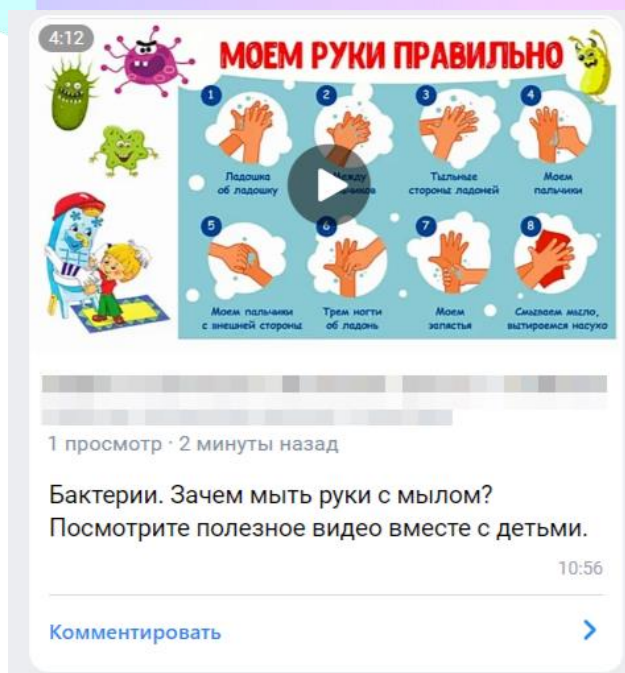 4:12
МОЕМ РУКИ ПРАВИЛЬНО
1
2
3
4
Ладошка
об ладошку
Тыльные
стороны ладоней
Моем
пальчики
5
6
7
8
Моем пальчики
с внешней стороны
Трем ногти
об ладонь
Моем
запястья
Смываем мыло,
вытираемся насухо
1 просмотр · 2 минуты назад
Бактерии. Зачем мыть руки с мылом?
Посмотрите полезное видео вместе с детьми.
10:56
Комментировать